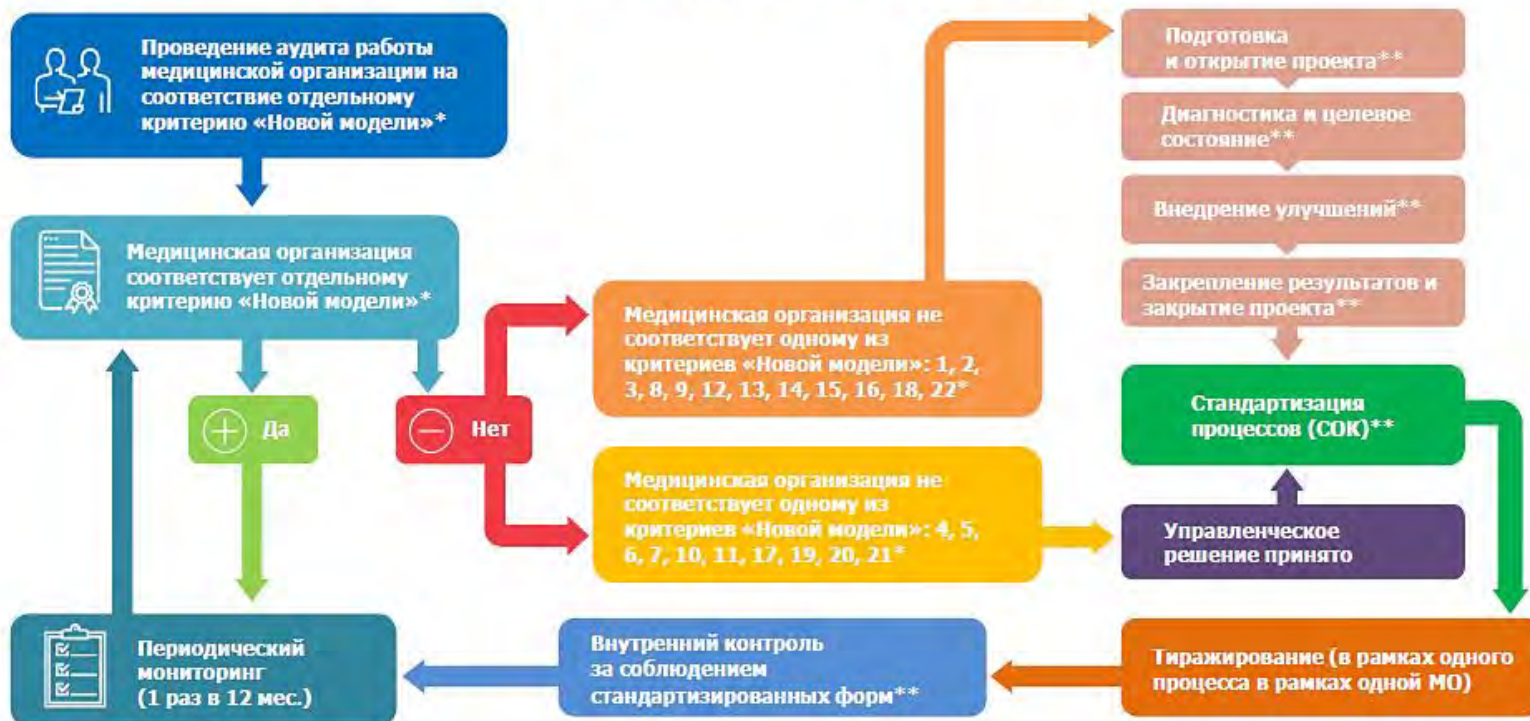 Проведение аудита работы
медицинской организации на
соответствие отдельному
критерию «Новой модели»*
Медицинская организация
соответствует отдельному
критерию «Новой модели»*
Да
Нет
Медицинская организация не
соответствует одному из
критериев «Новой модели»: 1, 2,
3, 8, 9, 12, 13, 14, 15, 16, 18, 22*
Медицинская организация не
соответствует одному из
критериев «Новой модели»: 4, 5,
6, 7, 10, 11, 17, 19, 20, 21*
Подготовка
и открытие проекта**
Диагностика и целевое
состояние**
Внедрение улучшений**
Закрепление результатов и
закрытие проекта**
Стандартизация
процессов (СОК)**
Управленческое
решение принято
Тиражирование (в рамках одного
процесса в рамках одной МО)
Внутренний контроль
за соблюдением
стандартизированных форм**
Периодический
мониторинг
(1 раз в 12 мес.)